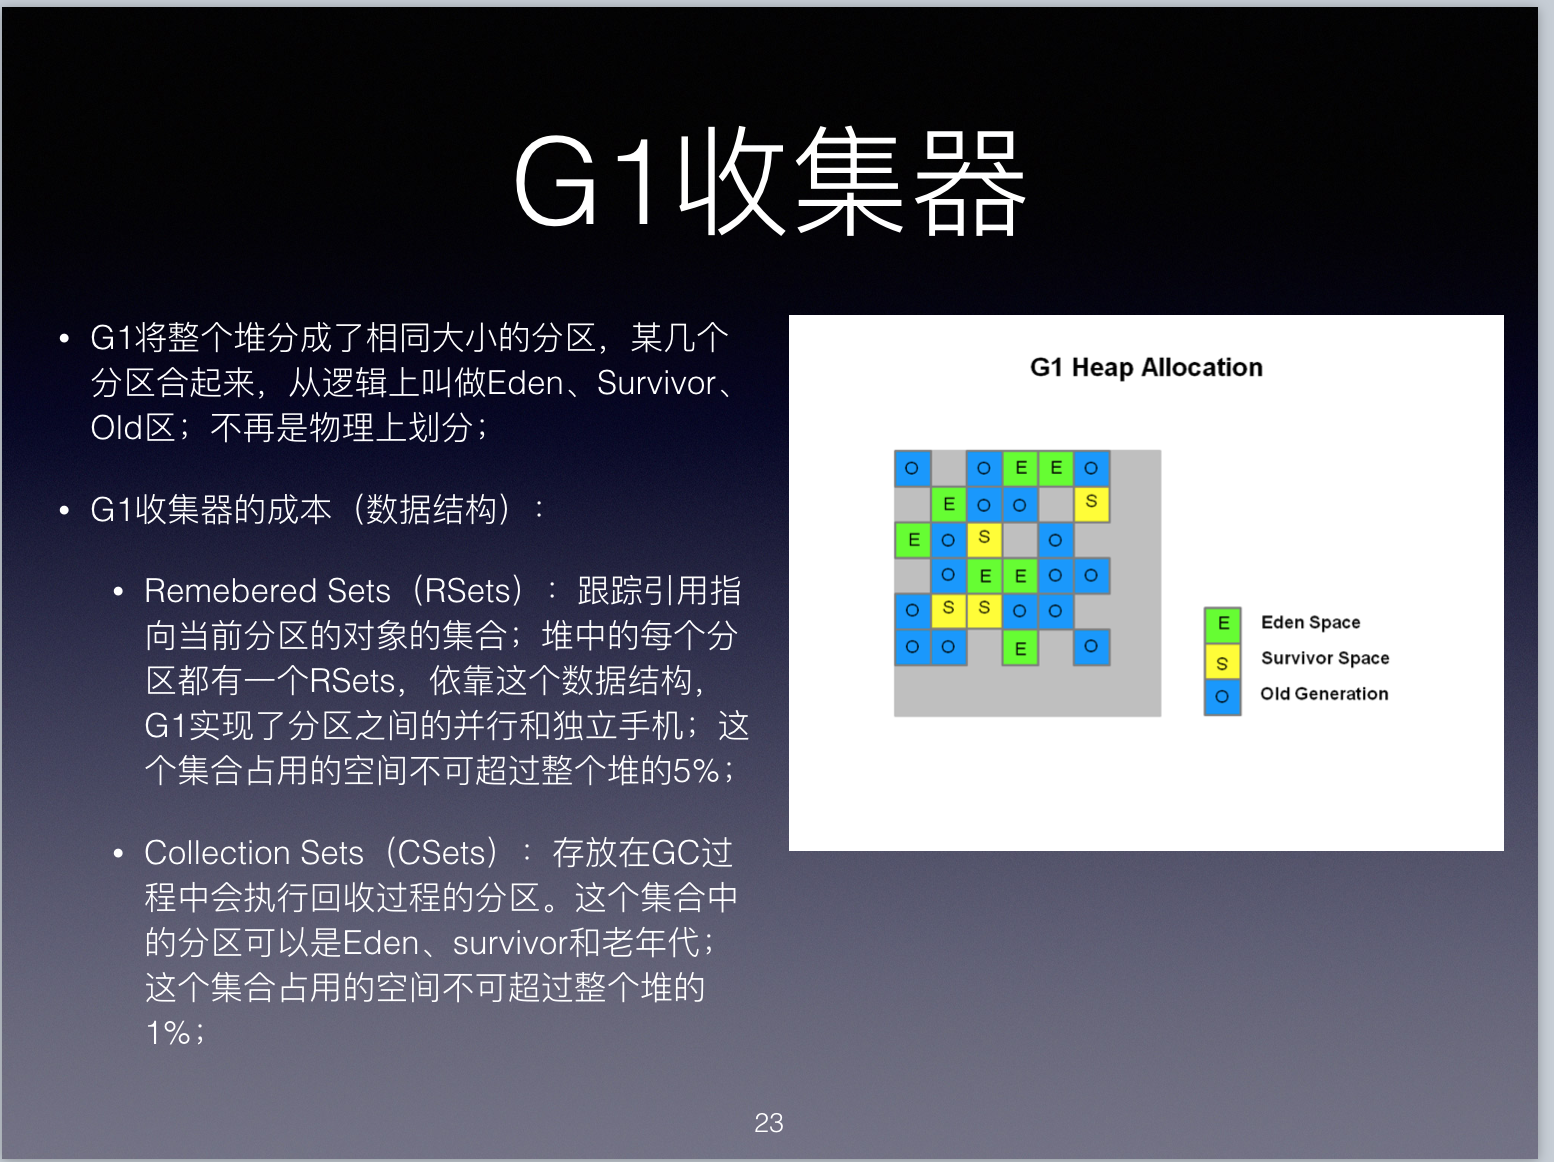 G1收集器
• G1将整个堆分成了相同大小的分区，某几个
分区合起来，从逻辑上叫做Eden、Survivor、
Old区；不再是物理上划分；
• G1收集器的成本（数据结构）：
• Remebered Sets（RSets）：跟踪引用指
向当前分区的对象的集合；堆中的每个分
区都有一个RSets，依靠这个数据结构，
G1实现了分区之间的并行和独立手机；这
个集合占用的空间不可超过整个堆的5%；
• Collection Sets（CSets）：存放在GC过
程中会执行回收过程的分区。这个集合中
的分区可以是Eden、survivor和老年代；
这个集合占用的空间不可超过整个堆的
1%；
G1 Heap Allocation
O O E E O
E O O S
E O S O
O E E O O
O S S O O
O O E O
E Eden Space
S Survivor Space
O Old Generation
23